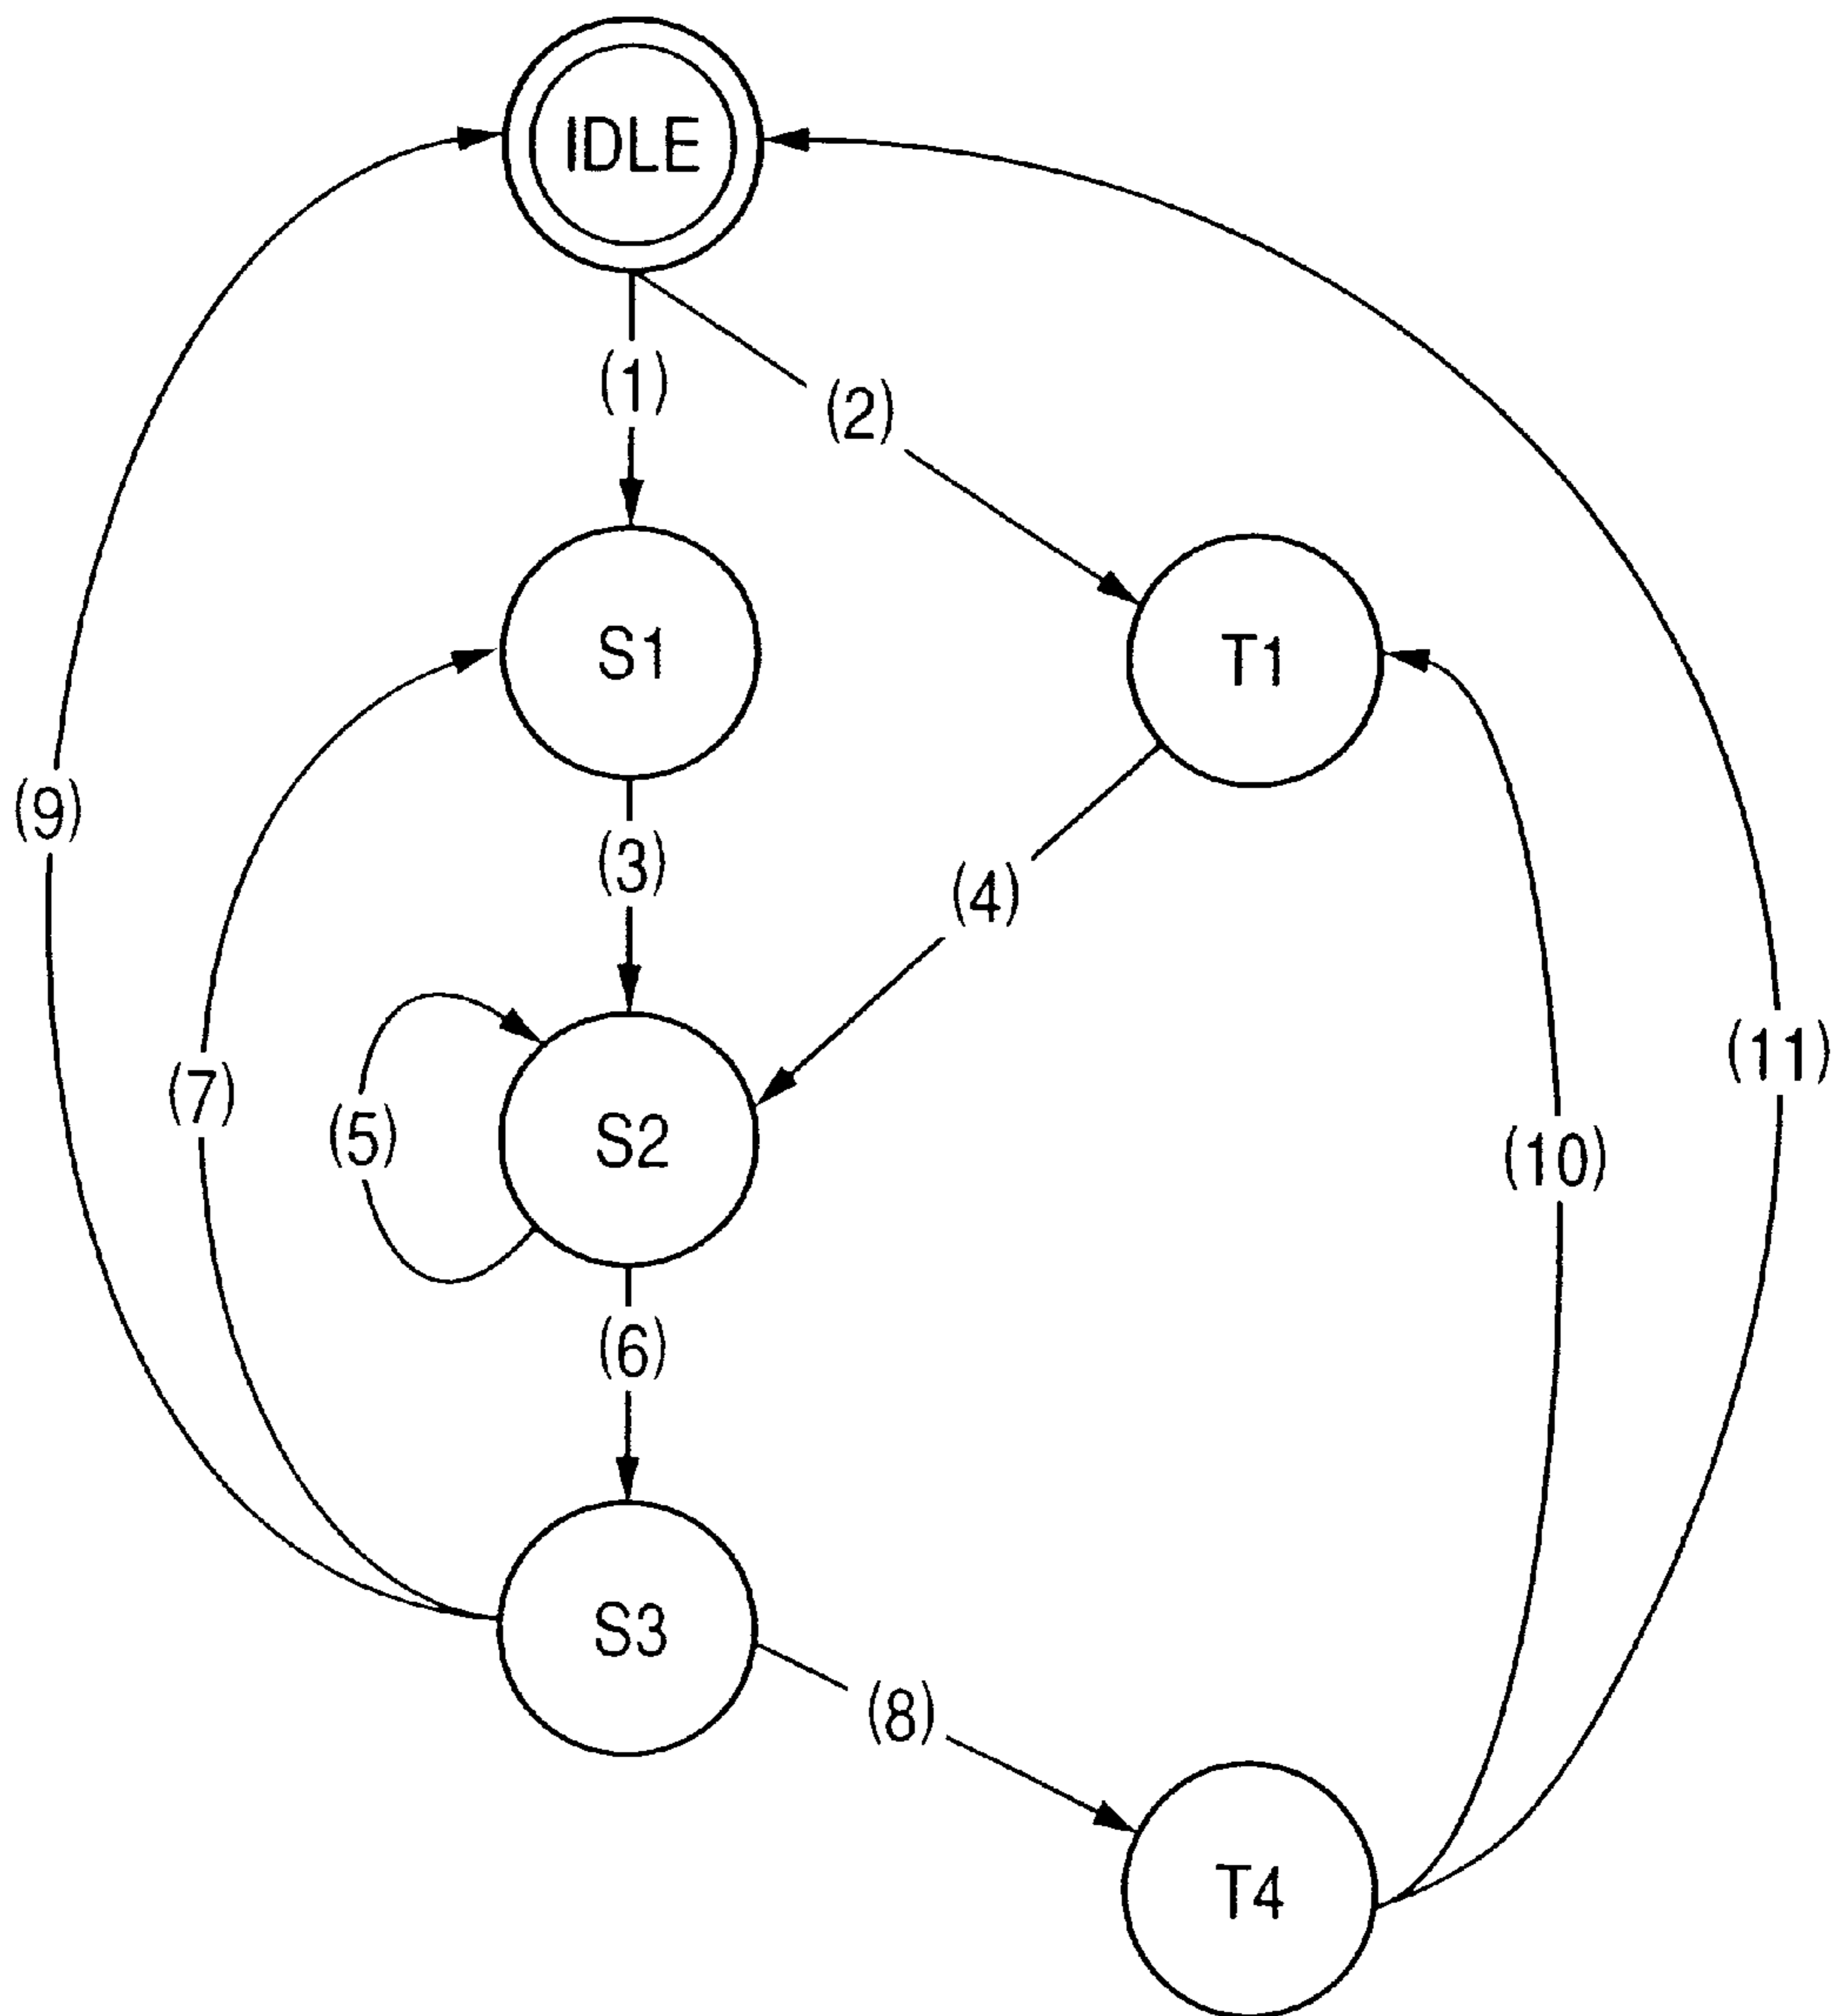 IDLE
(1)
(2)
S1
T1
(9)
(3)
(4)
(11)
(7)
(5)
S2
(10)
(6)
S3
(8)
T4